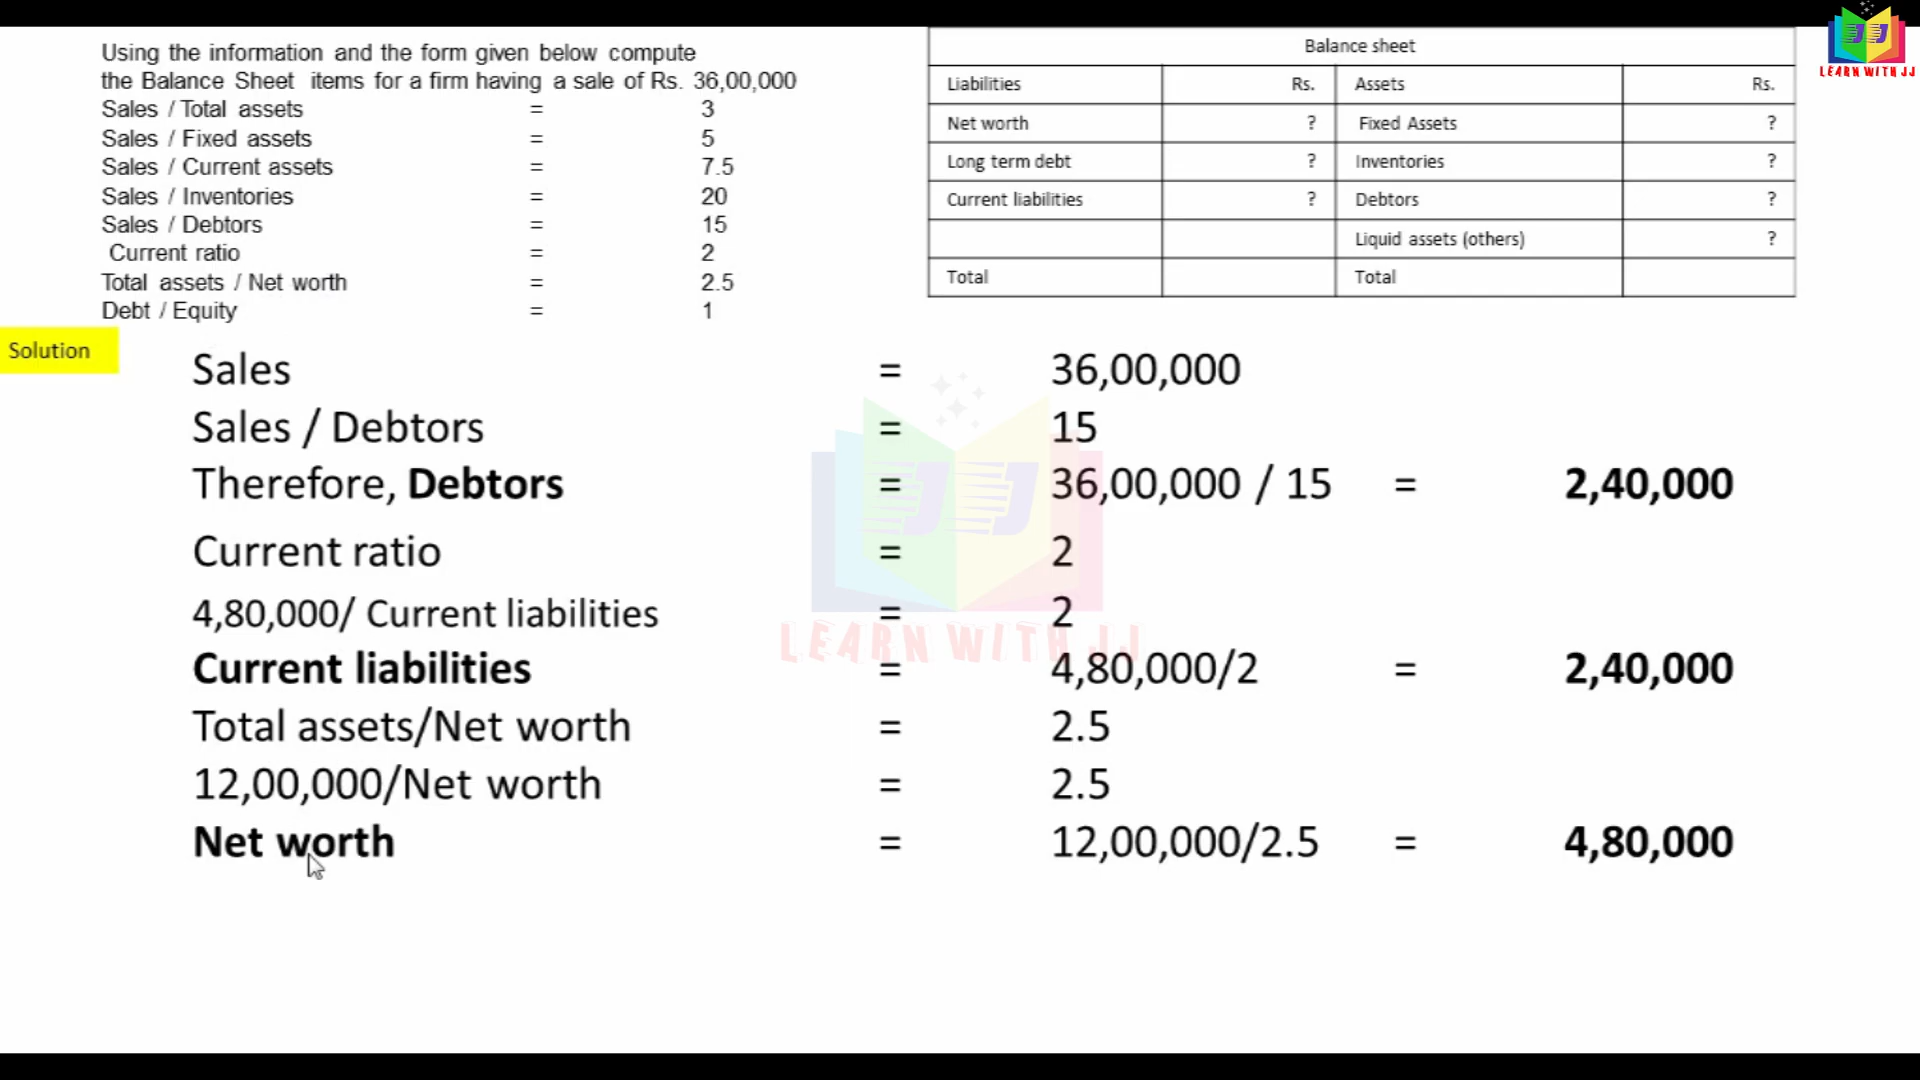 Using the information and the form given below compute
the Balance Sheet items for a firm having a sale of Rs. 36,00,000
Sales / Total assets = 3
Sales / Fixed assets = 5
Sales / Current assets = 7.5
Sales / Inventories = 20
Sales / Debtors = 15
Current ratio = 2
Total assets / Net worth = 2.5
Debt / Equity = 1
Balance sheet
Liabilities Rs. Assets Rs.
Net worth ? Fixed Assets ?
Long term debt ? Inventories ?
Current liabilities ? Debtors ?
Liquid assets (others) ?
Total Total
JJ
LEARN WITH JJ
Solution
Sales = 36,00,000
Sales / Debtors = 15
Therefore, Debtors = 36,00,000 / 15 = 2,40,000
Current ratio = 2
4,80,000/ Current liabilities = 2
Current liabilities = 4,80,000/2 = 2,40,000
Total assets/Net worth = 2.5
12,00,000/Net worth = 2.5
Net worth = 12,00,000/2.5 = 4,80,000
JJ
LEARN WITH JJ